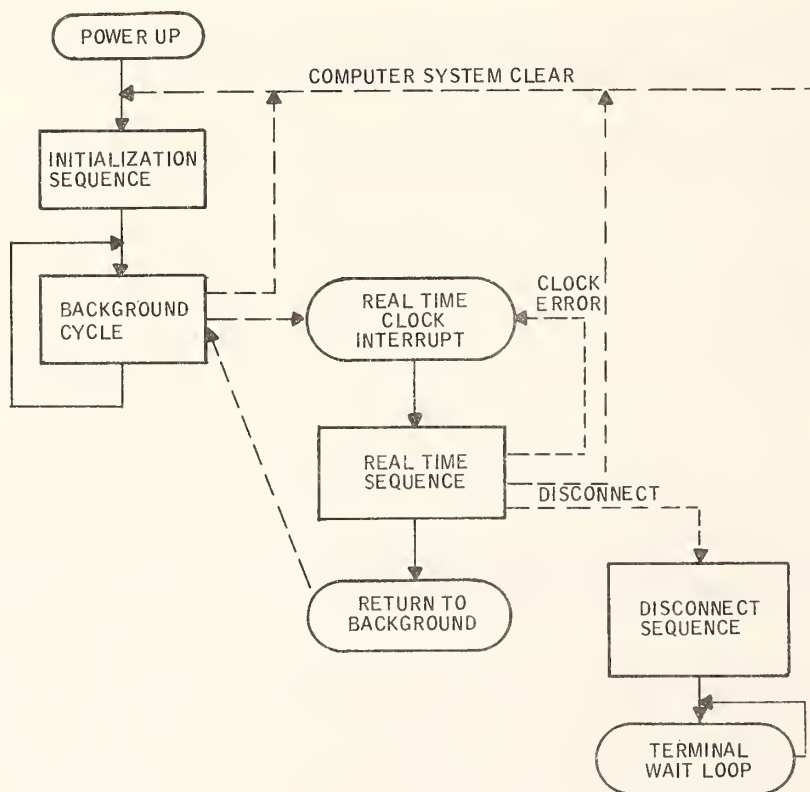 POWER UP
COMPUTER SYSTEM CLEAR
INITIALIZATION
SEQUENCE
BACKGROUND
CYCLE
REAL TIME
CLOCK
INTERRUPT
CLOCK
ERROR
REAL TIME
SEQUENCE
DISCONNECT
RETURN TO
BACKGROUND
DISCONNECT
SEQUENCE
TERMINAL
WAIT LOOP